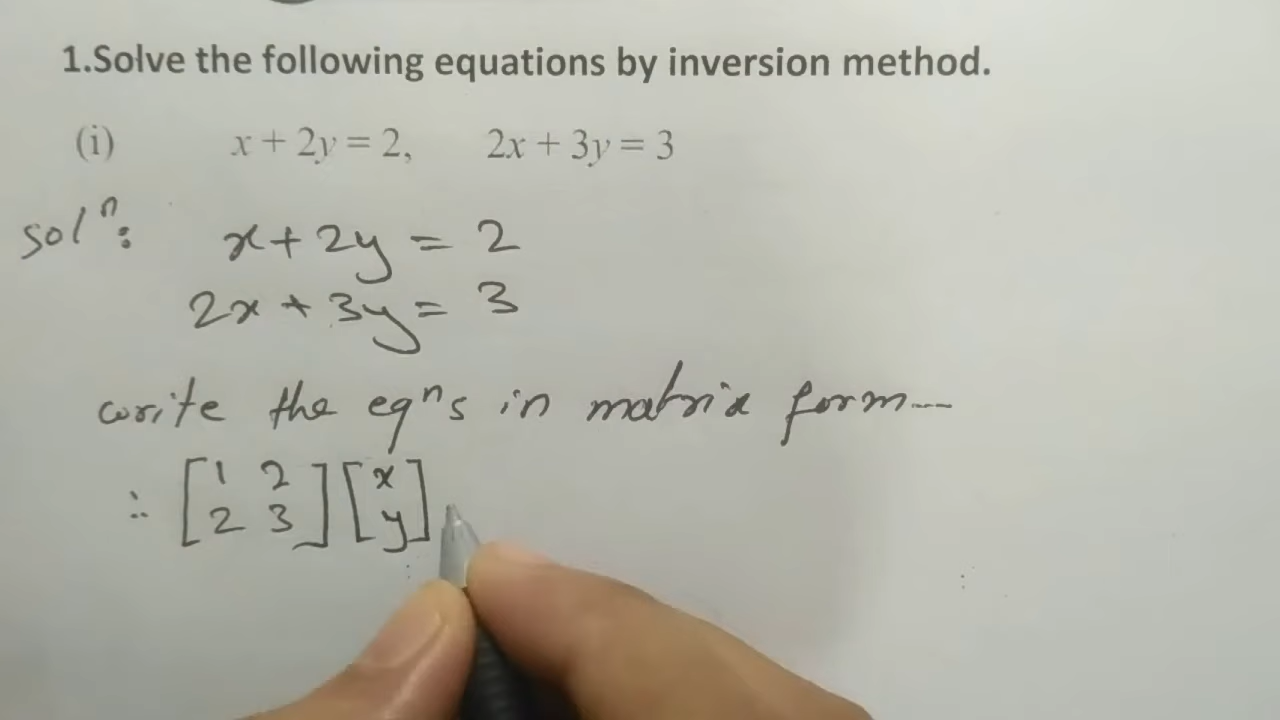 1.Solve the following equations by inversion method.
(i) x + 2y = 2, 2x + 3y = 3
solⁿ: x + 2y = 2
2x + 3y = 3
write the eqⁿs in matrix form---
∴ [1 2
2 3] [x
y]